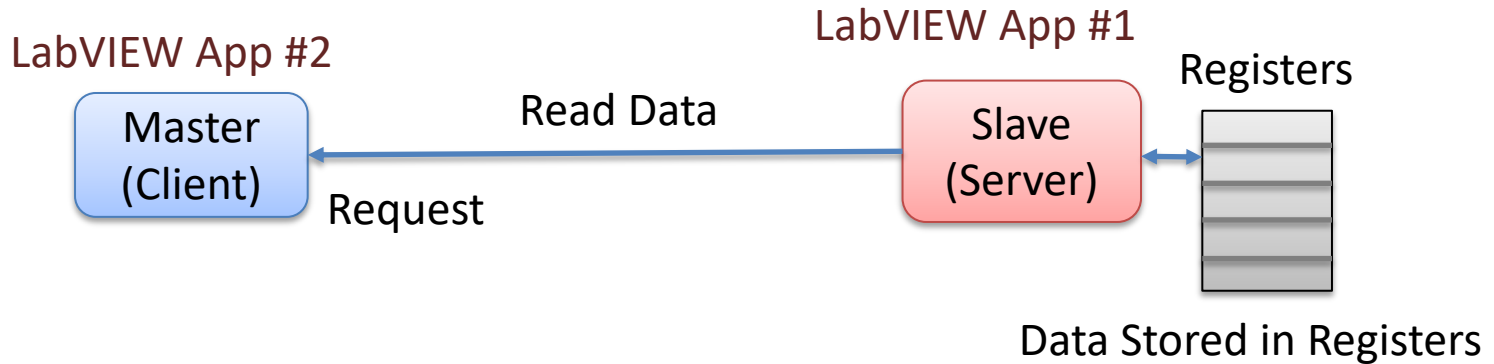 LabVIEW App #2
LabVIEW App #1
Registers
Master
(Client)
Read Data
Request
Slave
(Server)
Data Stored in Registers